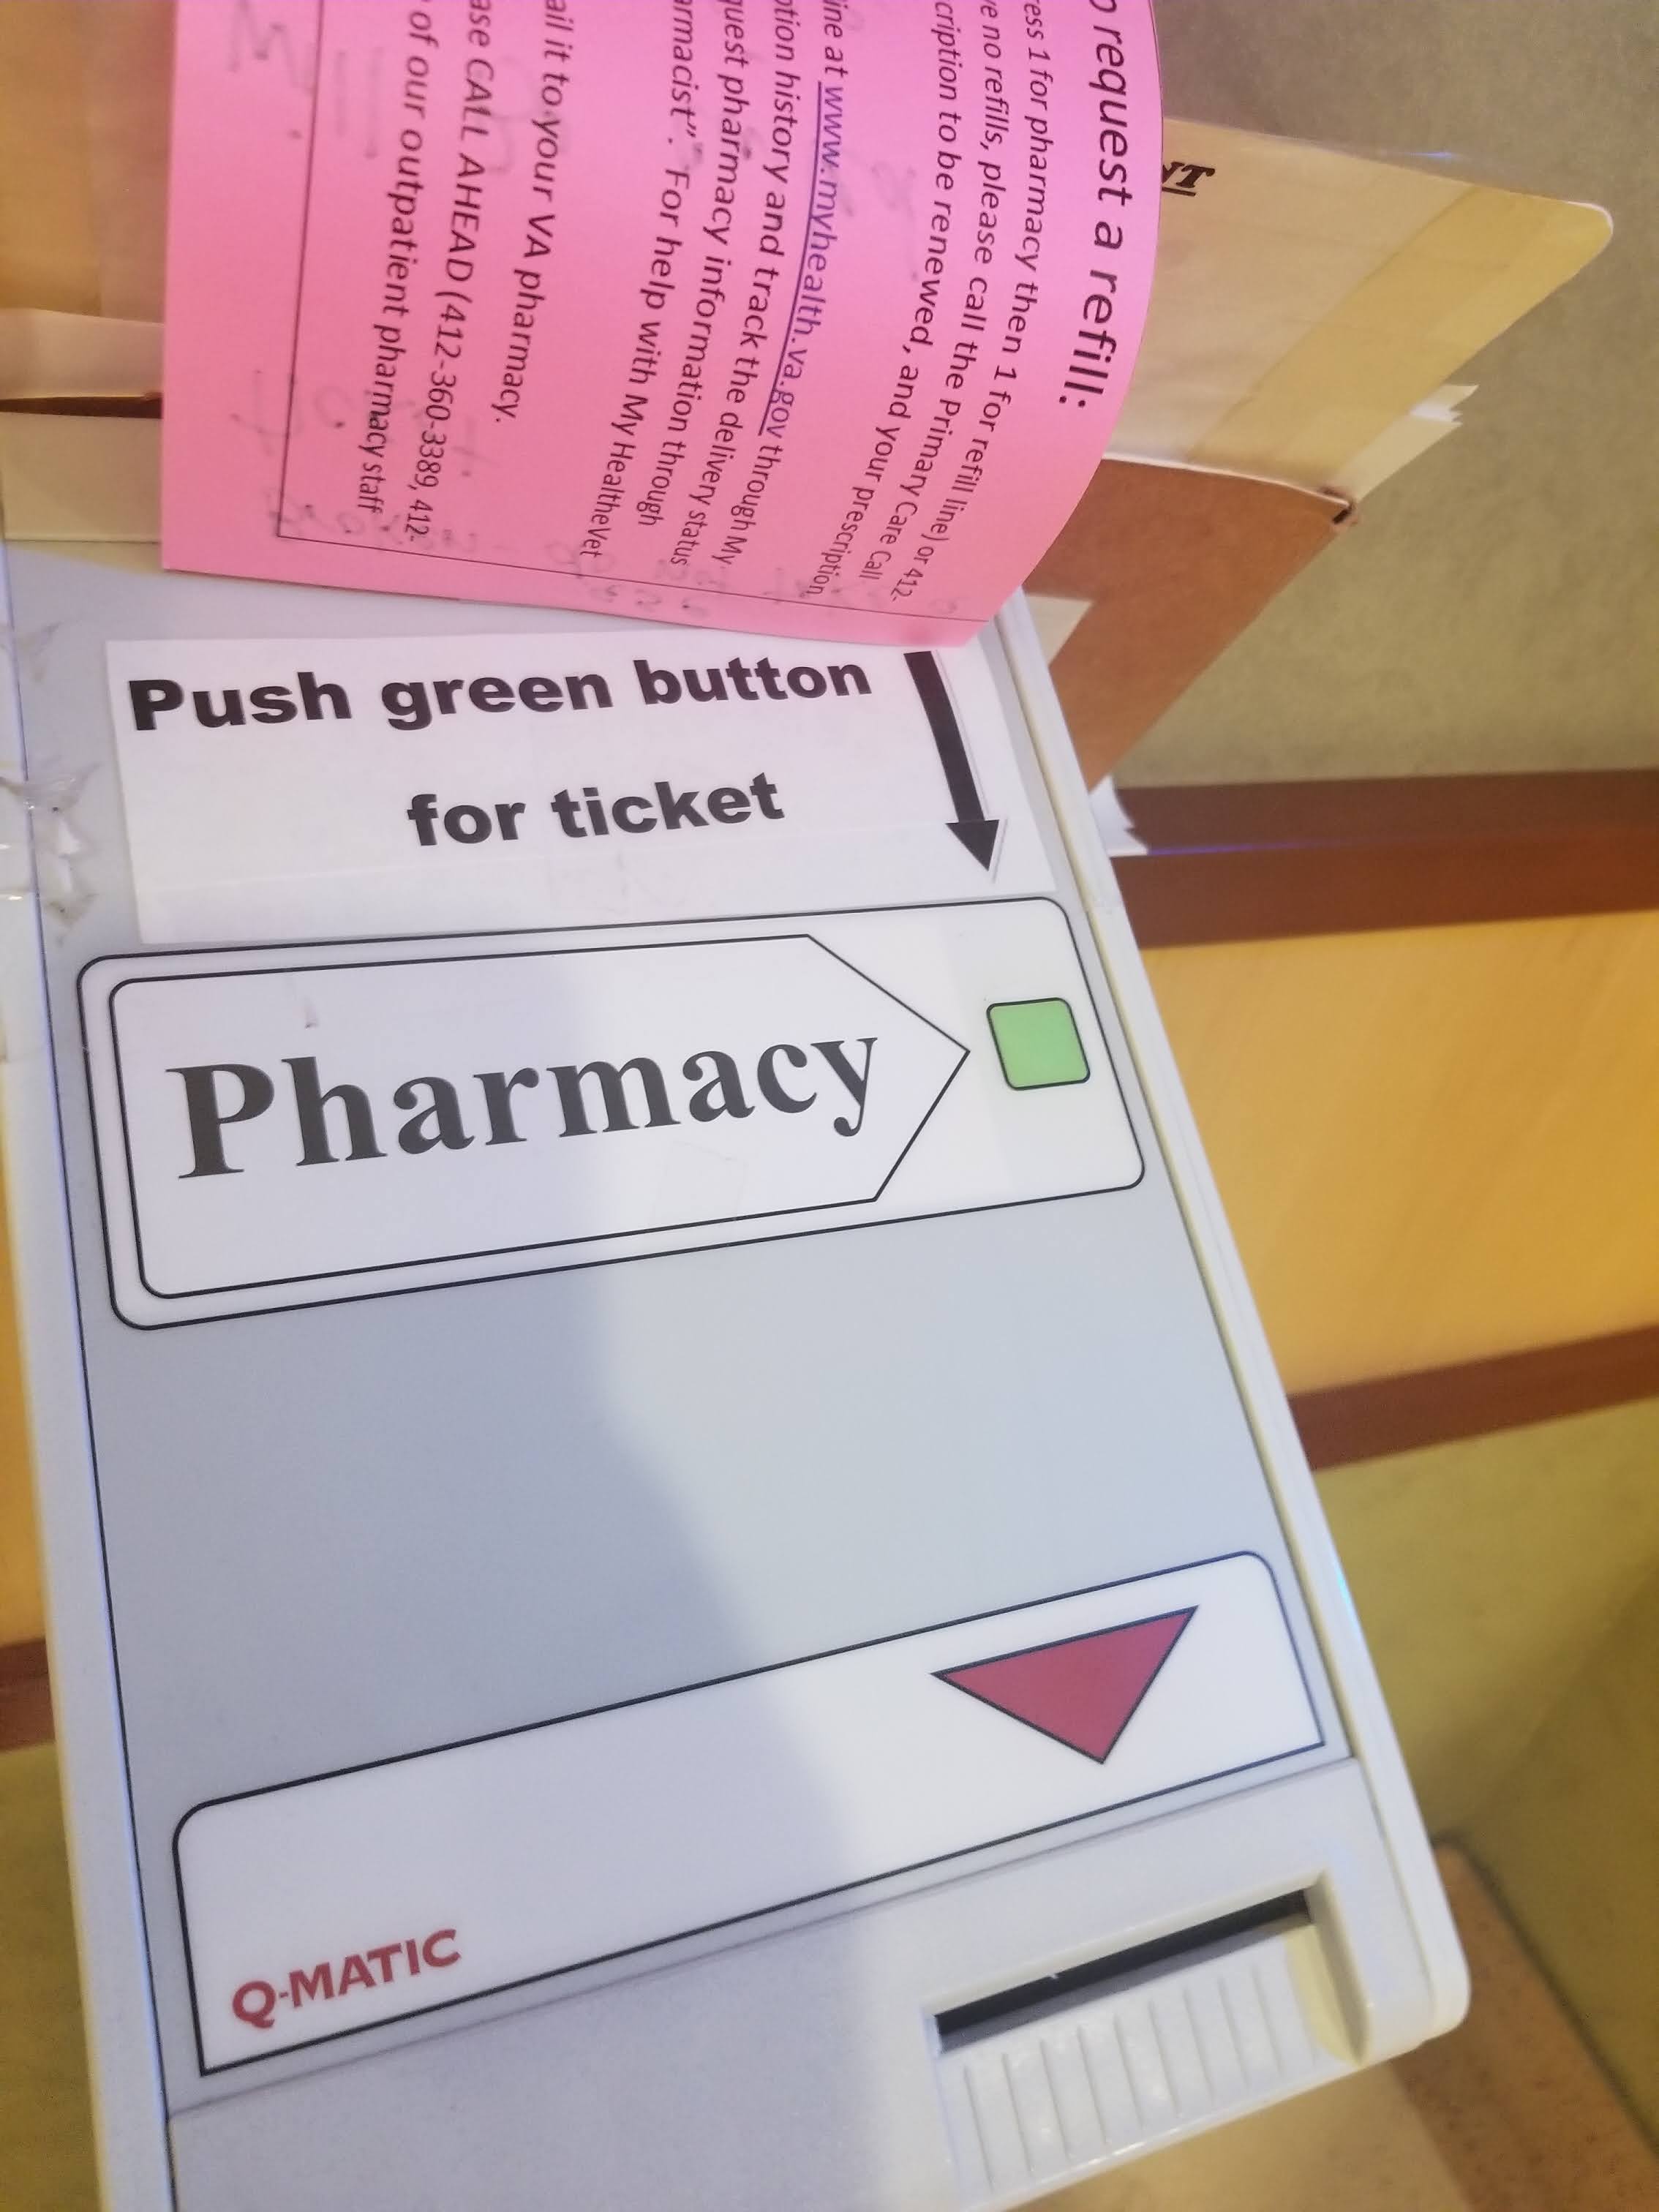 request a refill:
ress 1 for pharmacy then 1 for refill line) or 412-
e no refills, please call the Primary Care Call
cription to be renewed, and your prescription
ine at www.myhealth.va.gov through My
ption history and track the delivery status
quest pharmacy information through
armacist". For help with My HealtheVet
ail it to your VA pharmacy.
ase CALL AHEAD (412-360-3389, 412-
of our outpatient pharmacy staff
Push green button
for ticket
Pharmacy
Q-MATIC